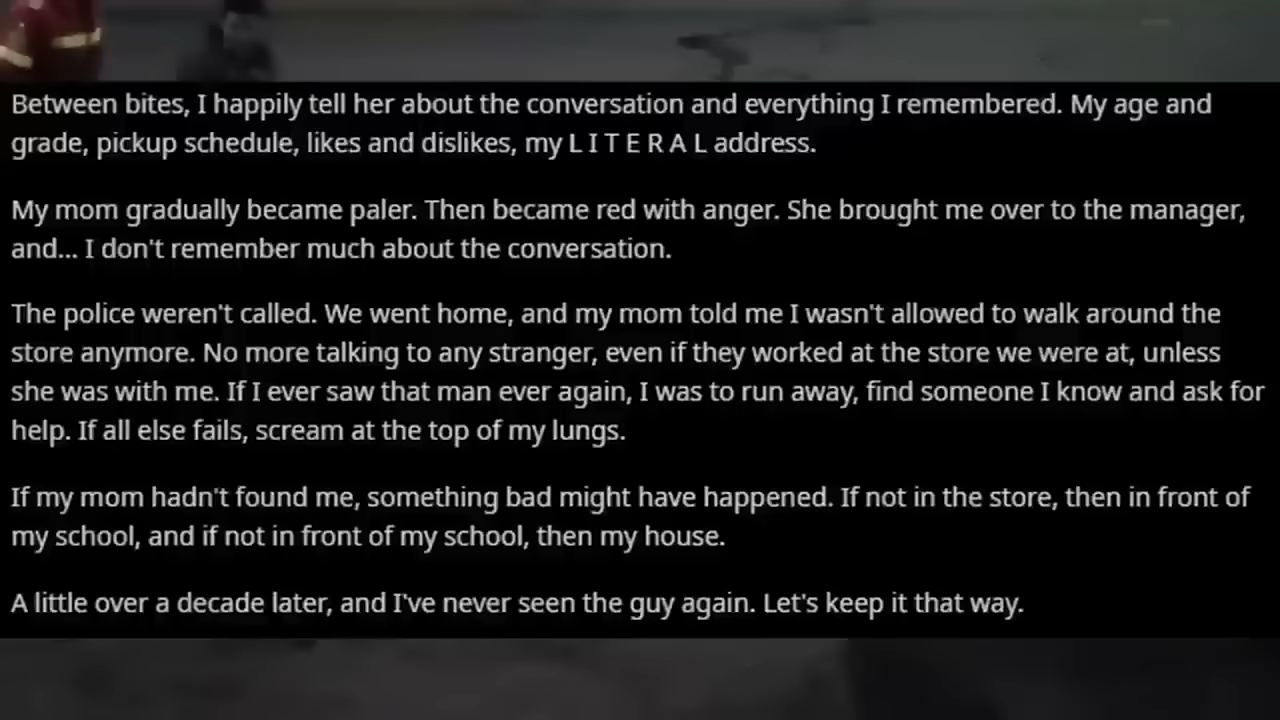 Between bites, I happily tell her about the conversation and everything I remembered. My age and
grade, pickup schedule, likes and dislikes, my L I T E R A L address.
My mom gradually became paler. Then became red with anger. She brought me over to the manager,
and... I don't remember much about the conversation.
The police weren't called. We went home, and my mom told me I wasn't allowed to walk around the
store anymore. No more talking to any stranger, even if they worked at the store we were at, unless
she was with me. If I ever saw that man ever again, I was to run away, find someone I know and ask for
help. If all else fails, scream at the top of my lungs.
If my mom hadn't found me, something bad might have happened. If not in the store, then in front of
my school, and if not in front of my school, then my house.
A little over a decade later, and I've never seen the guy again. Let's keep it that way.